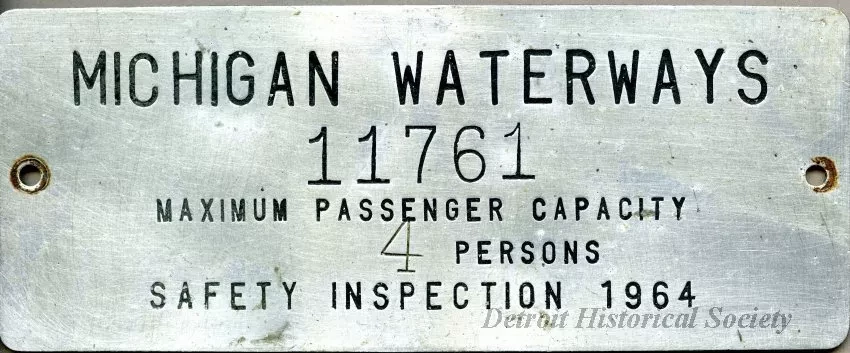 MICHIGAN WATERWAYS
11761
MAXIMUM PASSENGER CAPACITY
4 PERSONS
SAFETY INSPECTION 1964
Detroit Historical Society